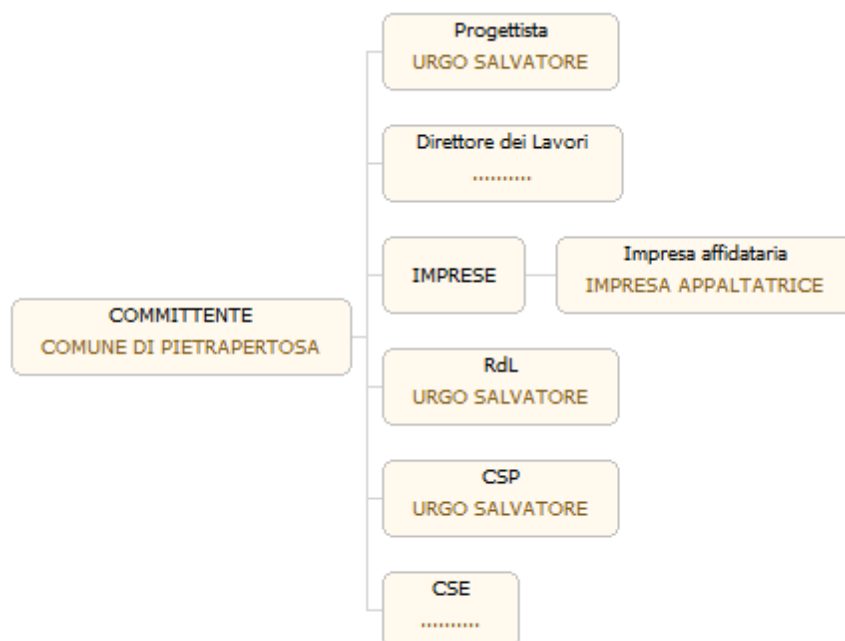 Progettista
URGO SALVATORE
Direttore dei Lavori
..........
IMPRESE
Impresa affidataria
IMPRESA APPALTATRICE
COMMITTENTE
COMUNE DI PIETRAPERTOSA
RdL
URGO SALVATORE
CSP
URGO SALVATORE
CSE
..........